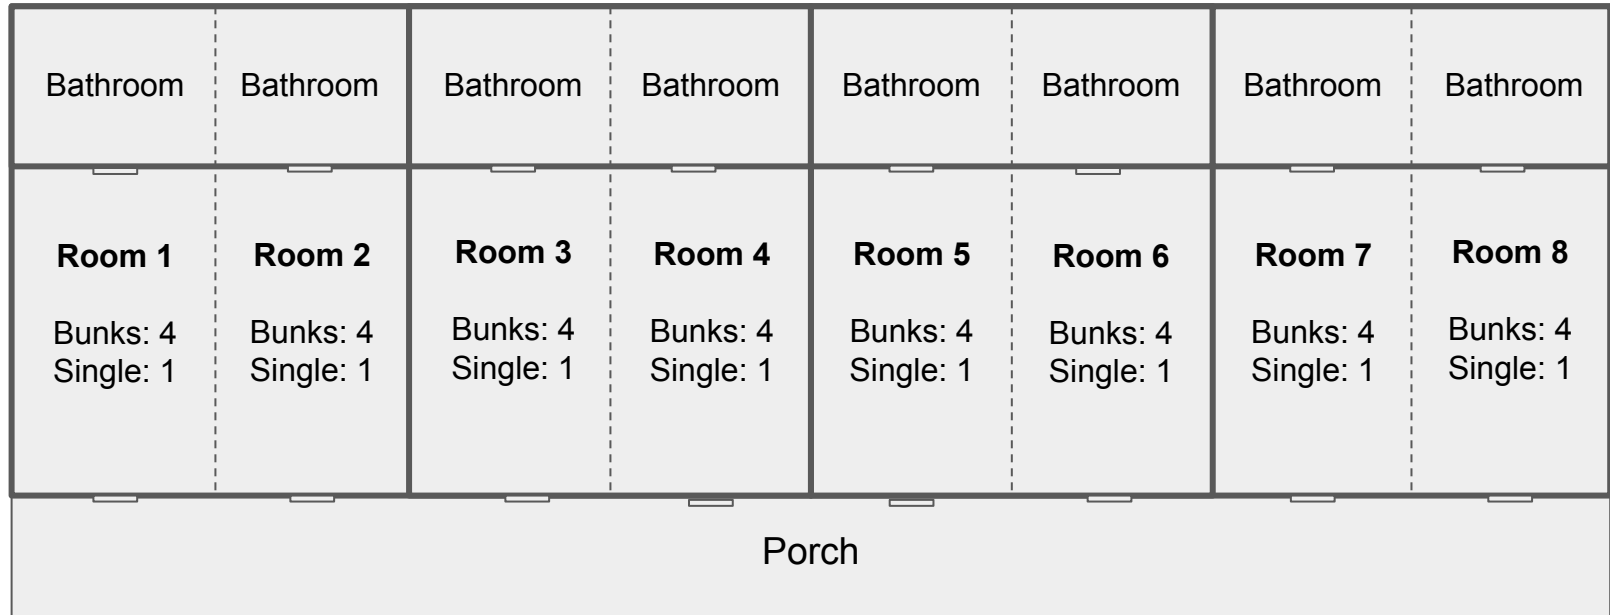 Bathroom Bathroom Bathroom Bathroom Bathroom Bathroom Bathroom Bathroom
Room 1
Bunks: 4
Single: 1
Room 2
Bunks: 4
Single: 1
Room 3
Bunks: 4
Single: 1
Room 4
Bunks: 4
Single: 1
Room 5
Bunks: 4
Single: 1
Room 6
Bunks: 4
Single: 1
Room 7
Bunks: 4
Single: 1
Room 8
Bunks: 4
Single: 1
Porch